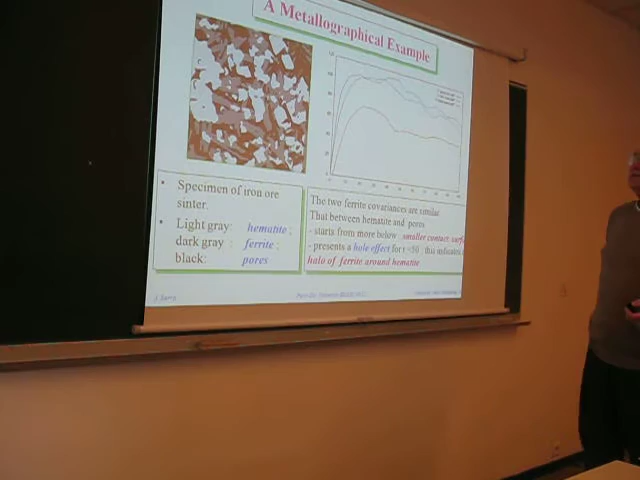 A Metallographical Example
• Specimen of iron ore
sinter.
• Light gray: hematite ;
dark gray : ferrite ;
black: pores
The two ferrite covariances are similar
That between hematite and pores
- starts from more below : smaller contact
- presents a hole effect for ; this indicates
halo of ferrite around hematite
J. Serra